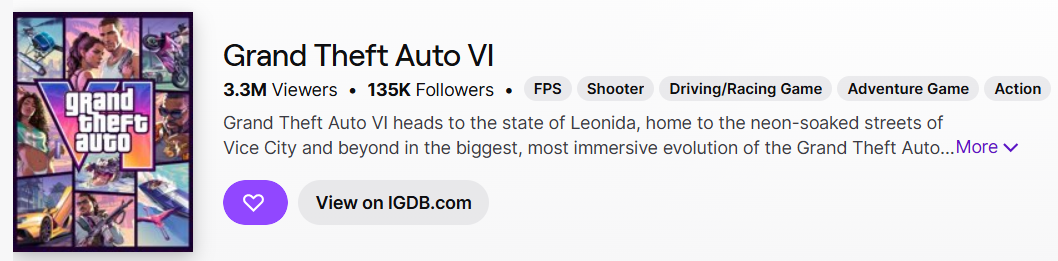 grand
theft
auto
VI
Grand Theft Auto VI
3.3M Viewers • 135K Followers • FPS Shooter Driving/Racing Game Adventure Game Action
Grand Theft Auto VI heads to the state of Leonida, home to the neon-soaked streets of
Vice City and beyond in the biggest, most immersive evolution of the Grand Theft Auto...More
View on IGDB.com